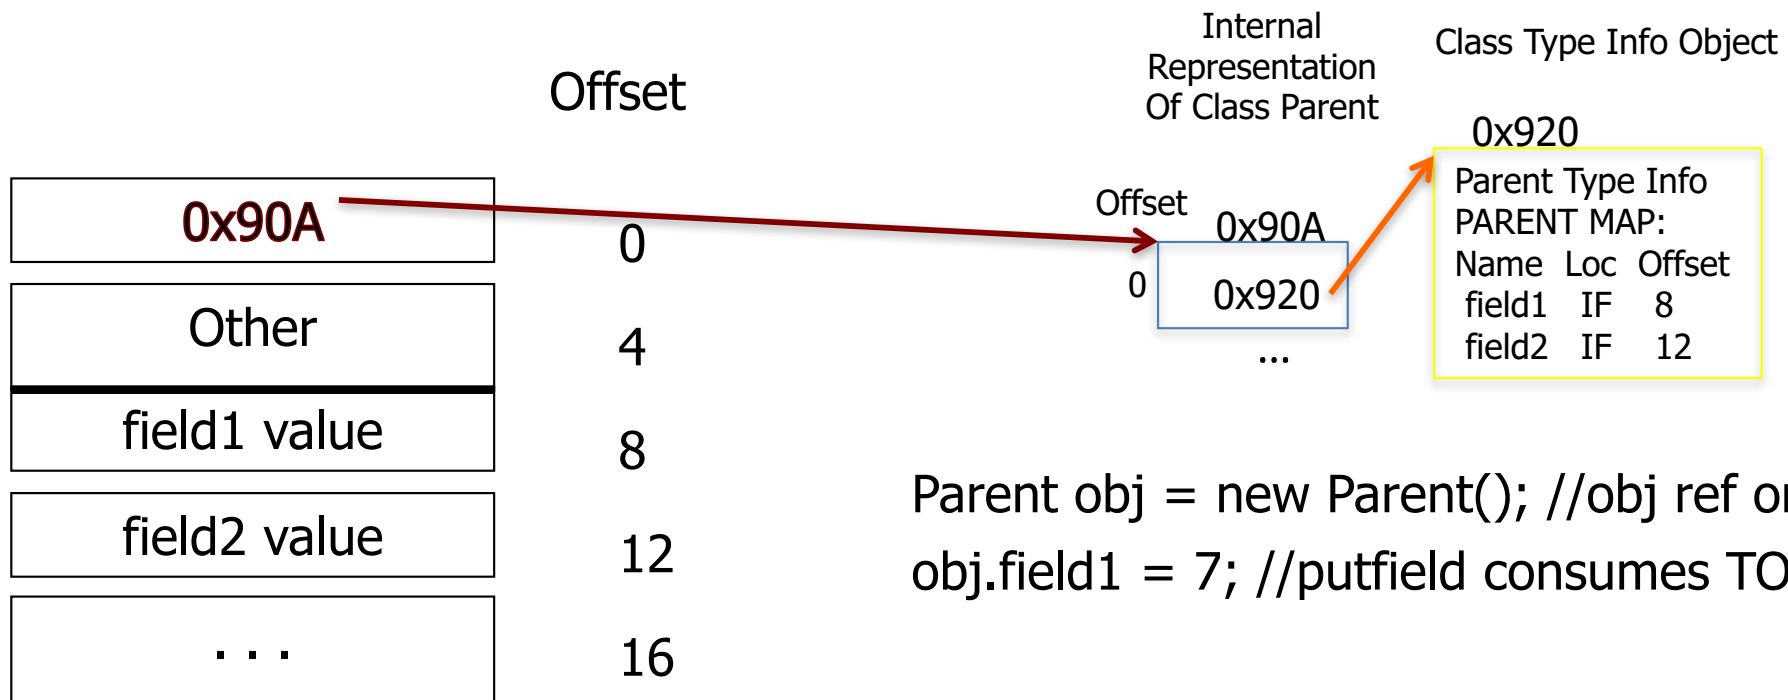 Internal
Representation
Of Class Parent
Class Type Info Object
Offset
0x920
0x90A
0
Other
4
field1 value
8
field2 value
12
. . .
16
Offset
0x90A
0
0x920
...
Parent Type Info
PARENT MAP:
Name Loc Offset
field1 IF 8
field2 IF 12
Parent obj = new Parent(); //obj ref
obj.field1 = 7; //putfield consumes